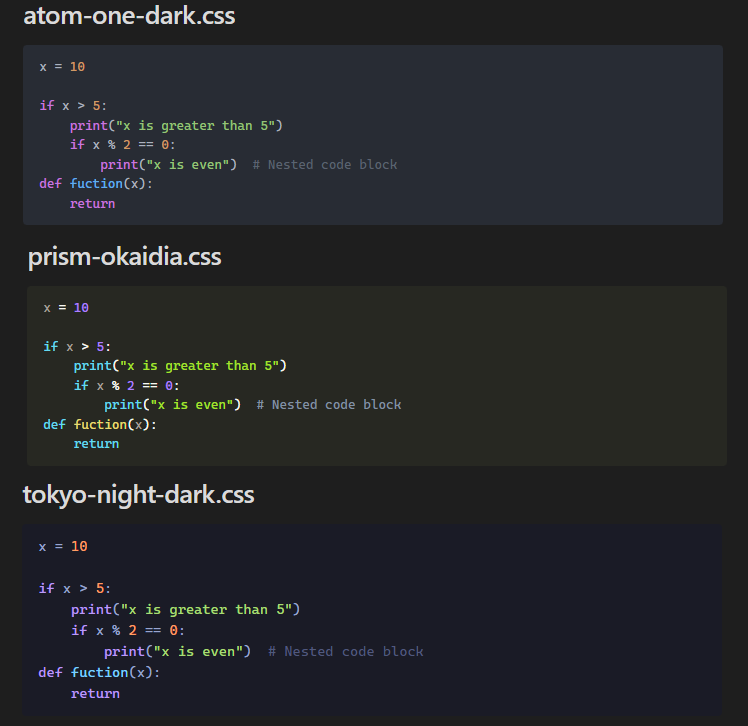 atom-one-dark.css
x = 10
if x > 5:
    print("x is greater than 5")
    if x % 2 == 0:
        print("x is even")  # Nested code block
def fuction(x):
    return
prism-okaidia.css
x = 10
if x > 5:
    print("x is greater than 5")
    if x % 2 == 0:
        print("x is even")  # Nested code block
def fuction(x):
    return
tokyo-night-dark.css
x = 10
if x > 5:
    print("x is greater than 5")
    if x % 2 == 0:
        print("x is even")  # Nested code block
def fuction(x):
    return